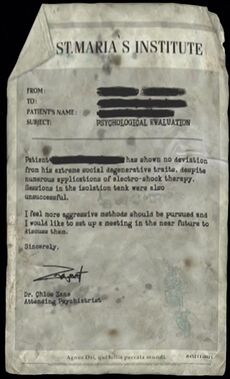 ST.MARIA S INSTITUTE
FROM:
TO:
PATIENT'S NAME:
SUBJECT: PSYCHOLOGICAL EVALUATION
Patient has shown no deviation
from his extreme social degenerative traits, despite
numerous applications of electro-shock therapy.
Sessions in the isolation tank were also
unsuccessful.
I feel more aggressive methods should be pursued and
I would like to set up a meeting in the near future to
discuss them.
Sincerely,
Dr. Chloe Zane
Attending Psychistrist
Agnus Dei, qui tollis peccata mundi.